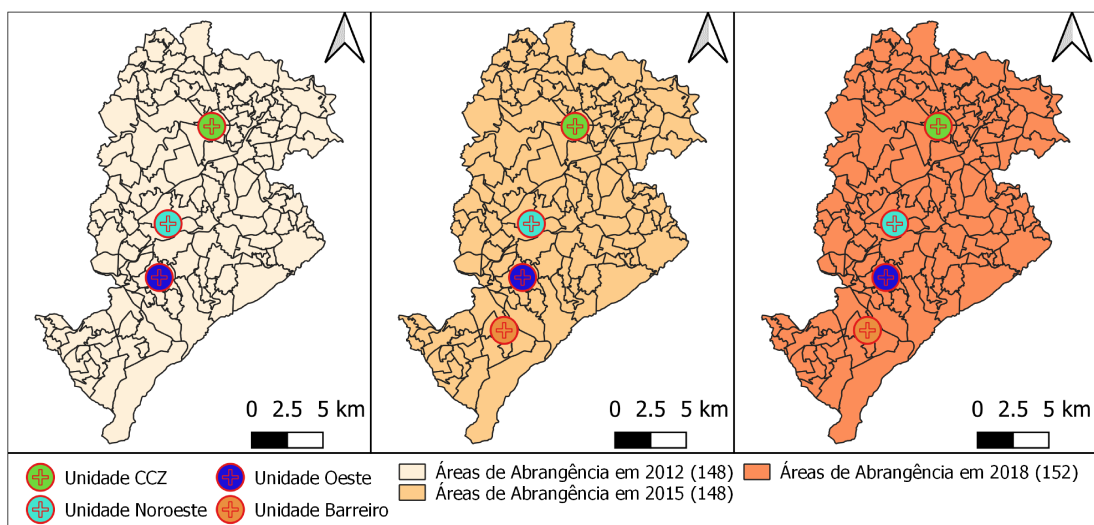 0 2.5 5 km
0 2.5 5 km
0 2.5 5 km
Unidade CCZ
Unidade Noroeste
Unidade Oeste
Unidade Barreiro
Áreas de Abrangência em 2012 (148)
Áreas de Abrangência em 2015 (148)
Áreas de Abrangência em 2018 (152)